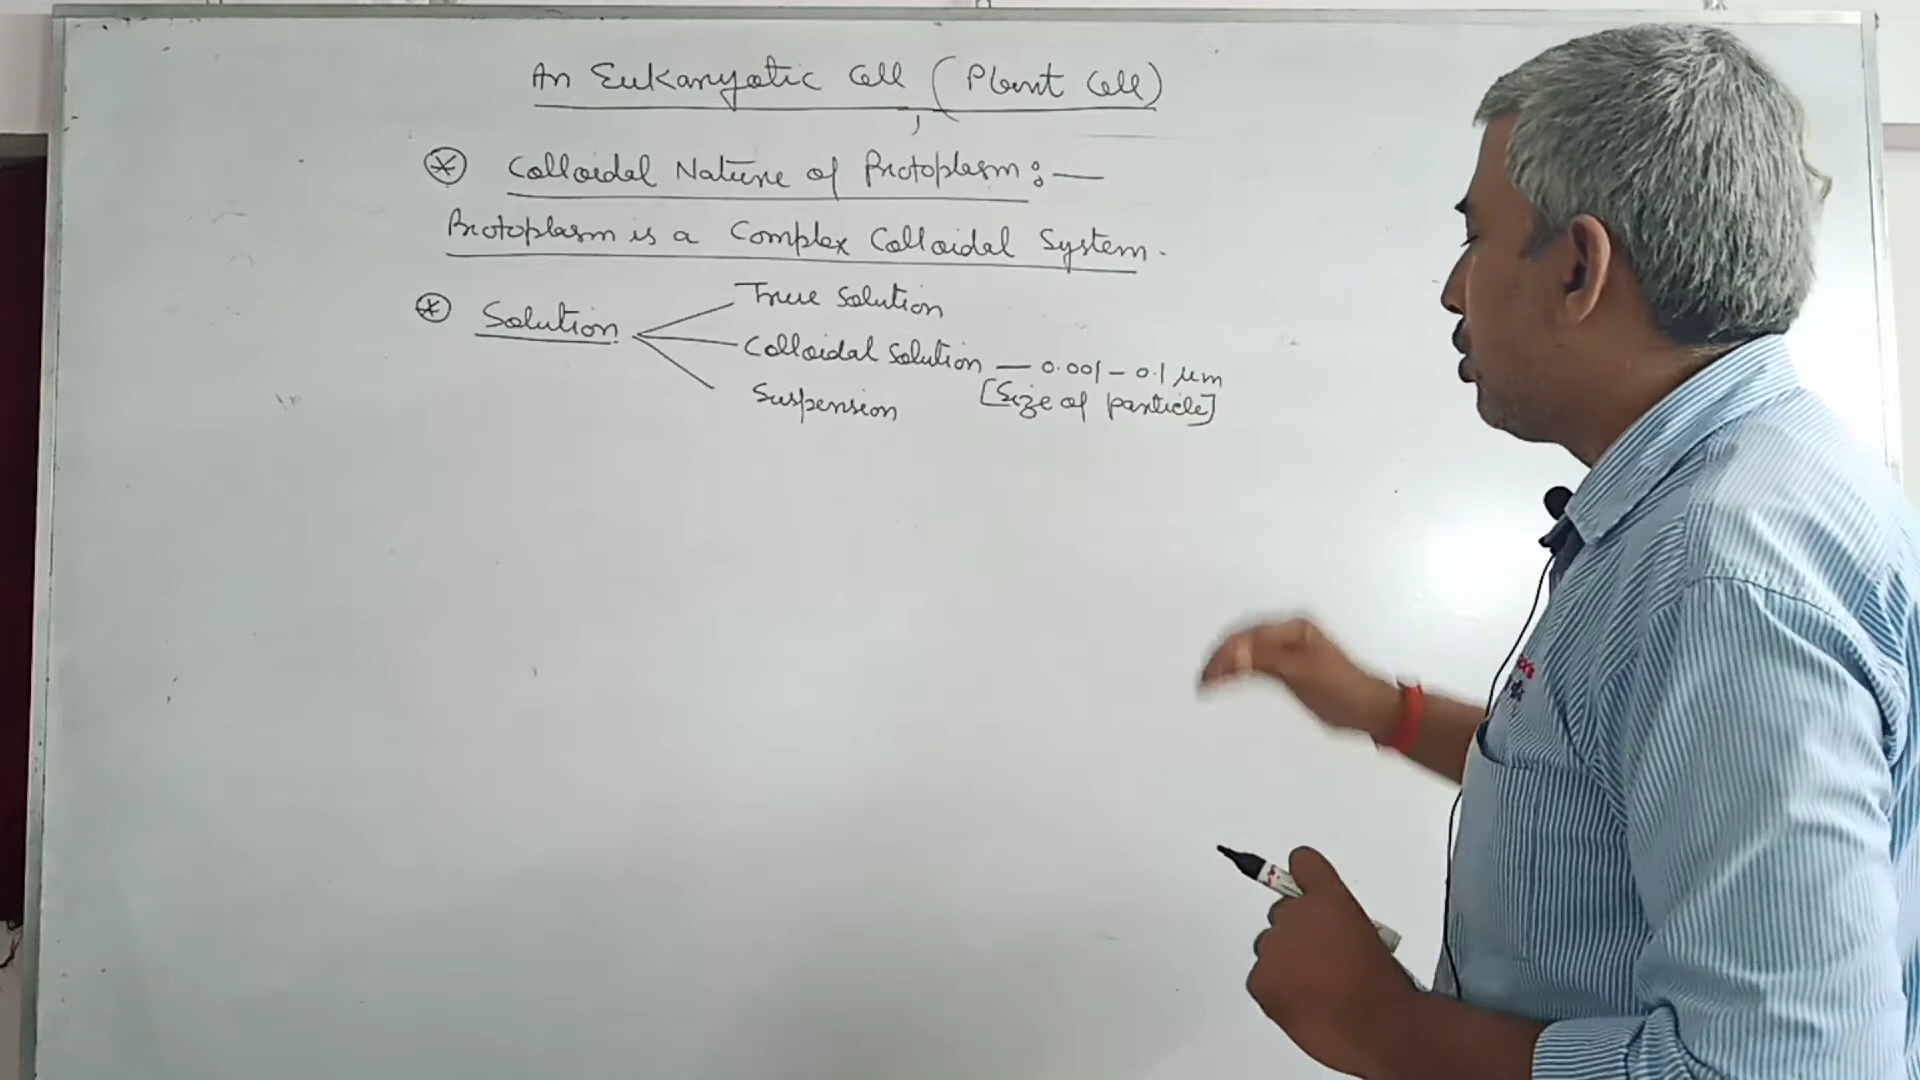 An Eukaryotic Cell (Plant Cell)
* Colloidal Nature of Protoplasm :—
Protoplasm is a Complex Colloidal System.
* Solution
True Solution
Colloidal Solution — 0.001 – 0.1 μm
[Size of particle]
Suspension